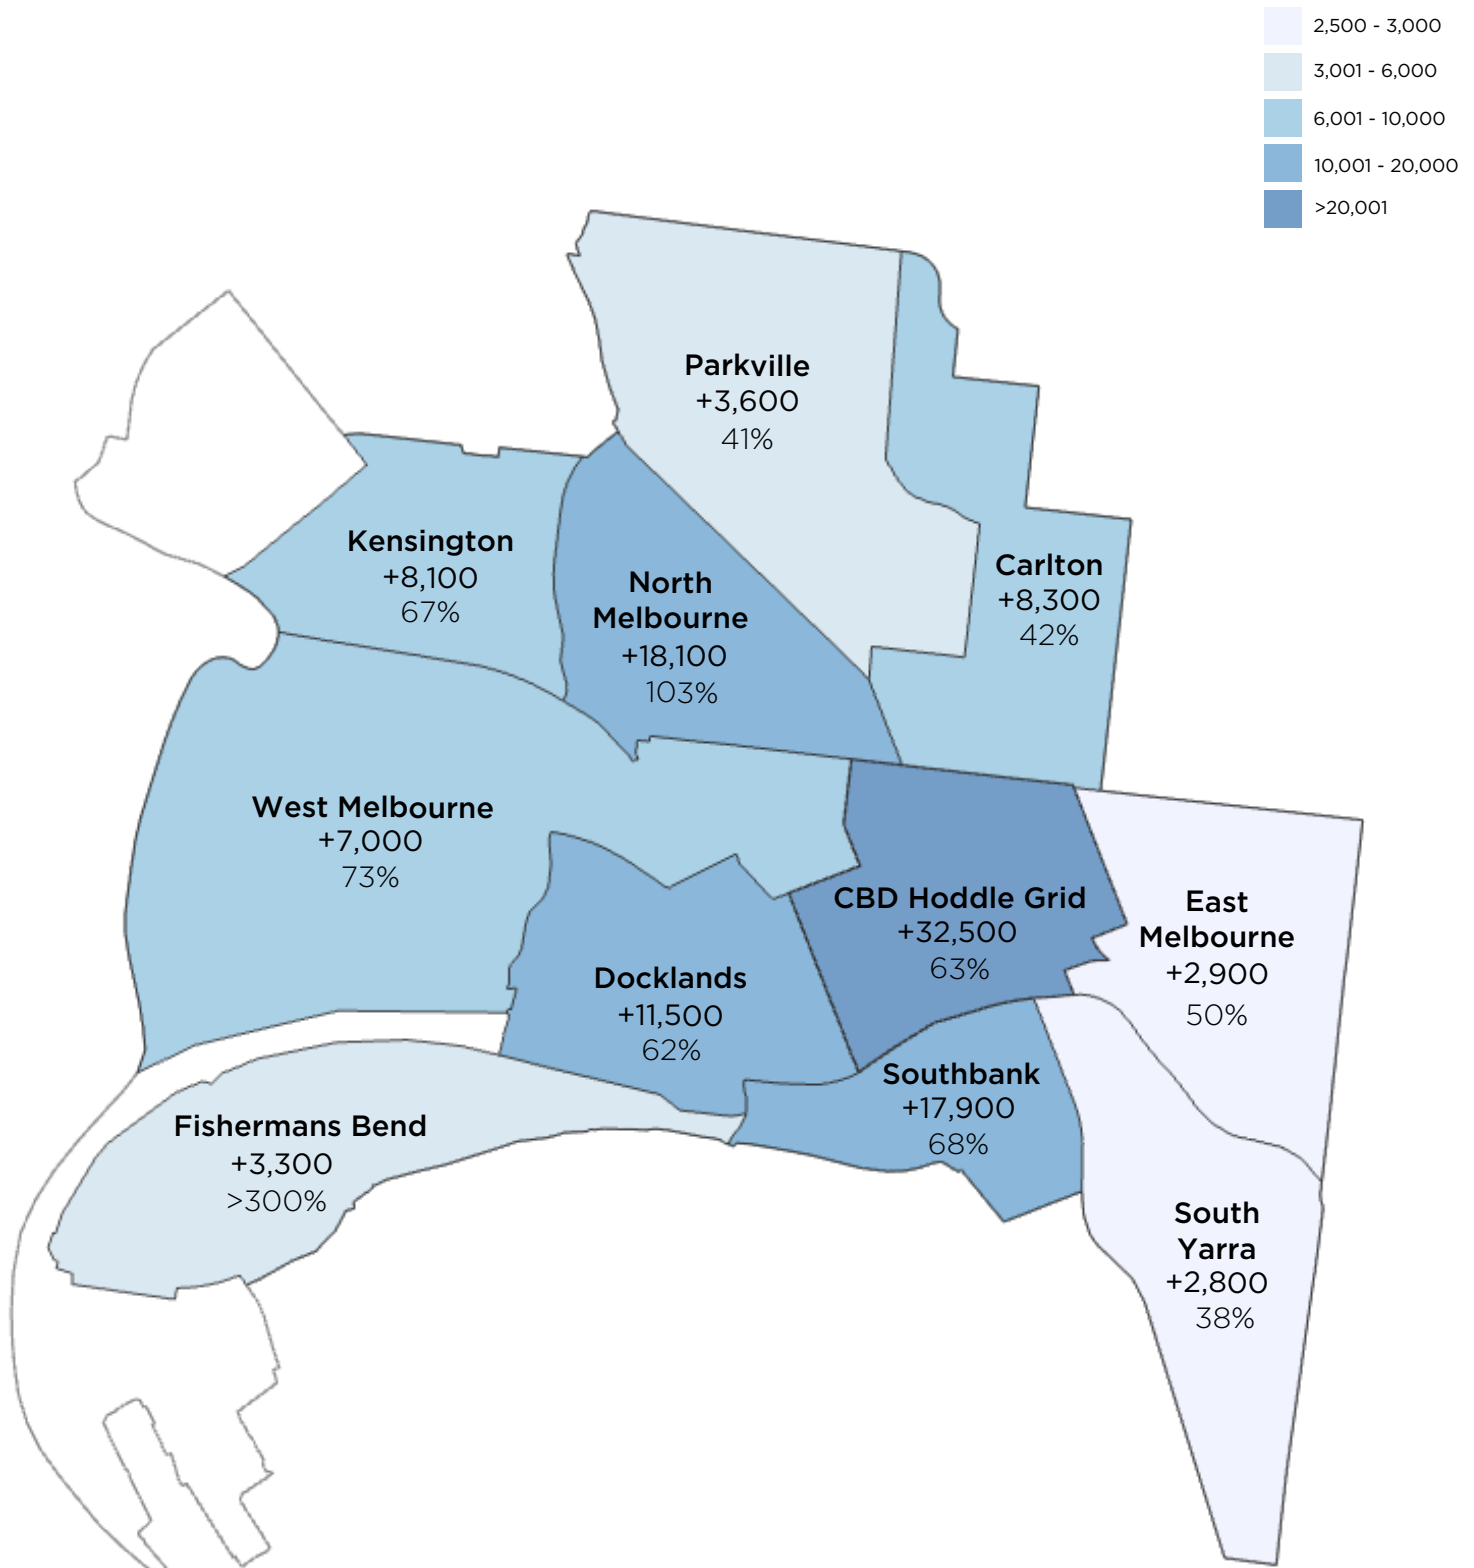 2,500 - 3,000
3,001 - 6,000
6,001 - 10,000
10,001 - 20,000
>20,001
Parkville
+3,600
41%
Kensington
+8,100
67%
North
Melbourne
+18,100
103%
Carlton
+8,300
42%
West Melbourne
+7,000
73%
CBD Hoddle Grid
+32,500
63%
East
Melbourne
+2,900
50%
Docklands
+11,500
62%
Southbank
+17,900
68%
Fishermans Bend
+3,300
>300%
South
Yarra
+2,800
38%